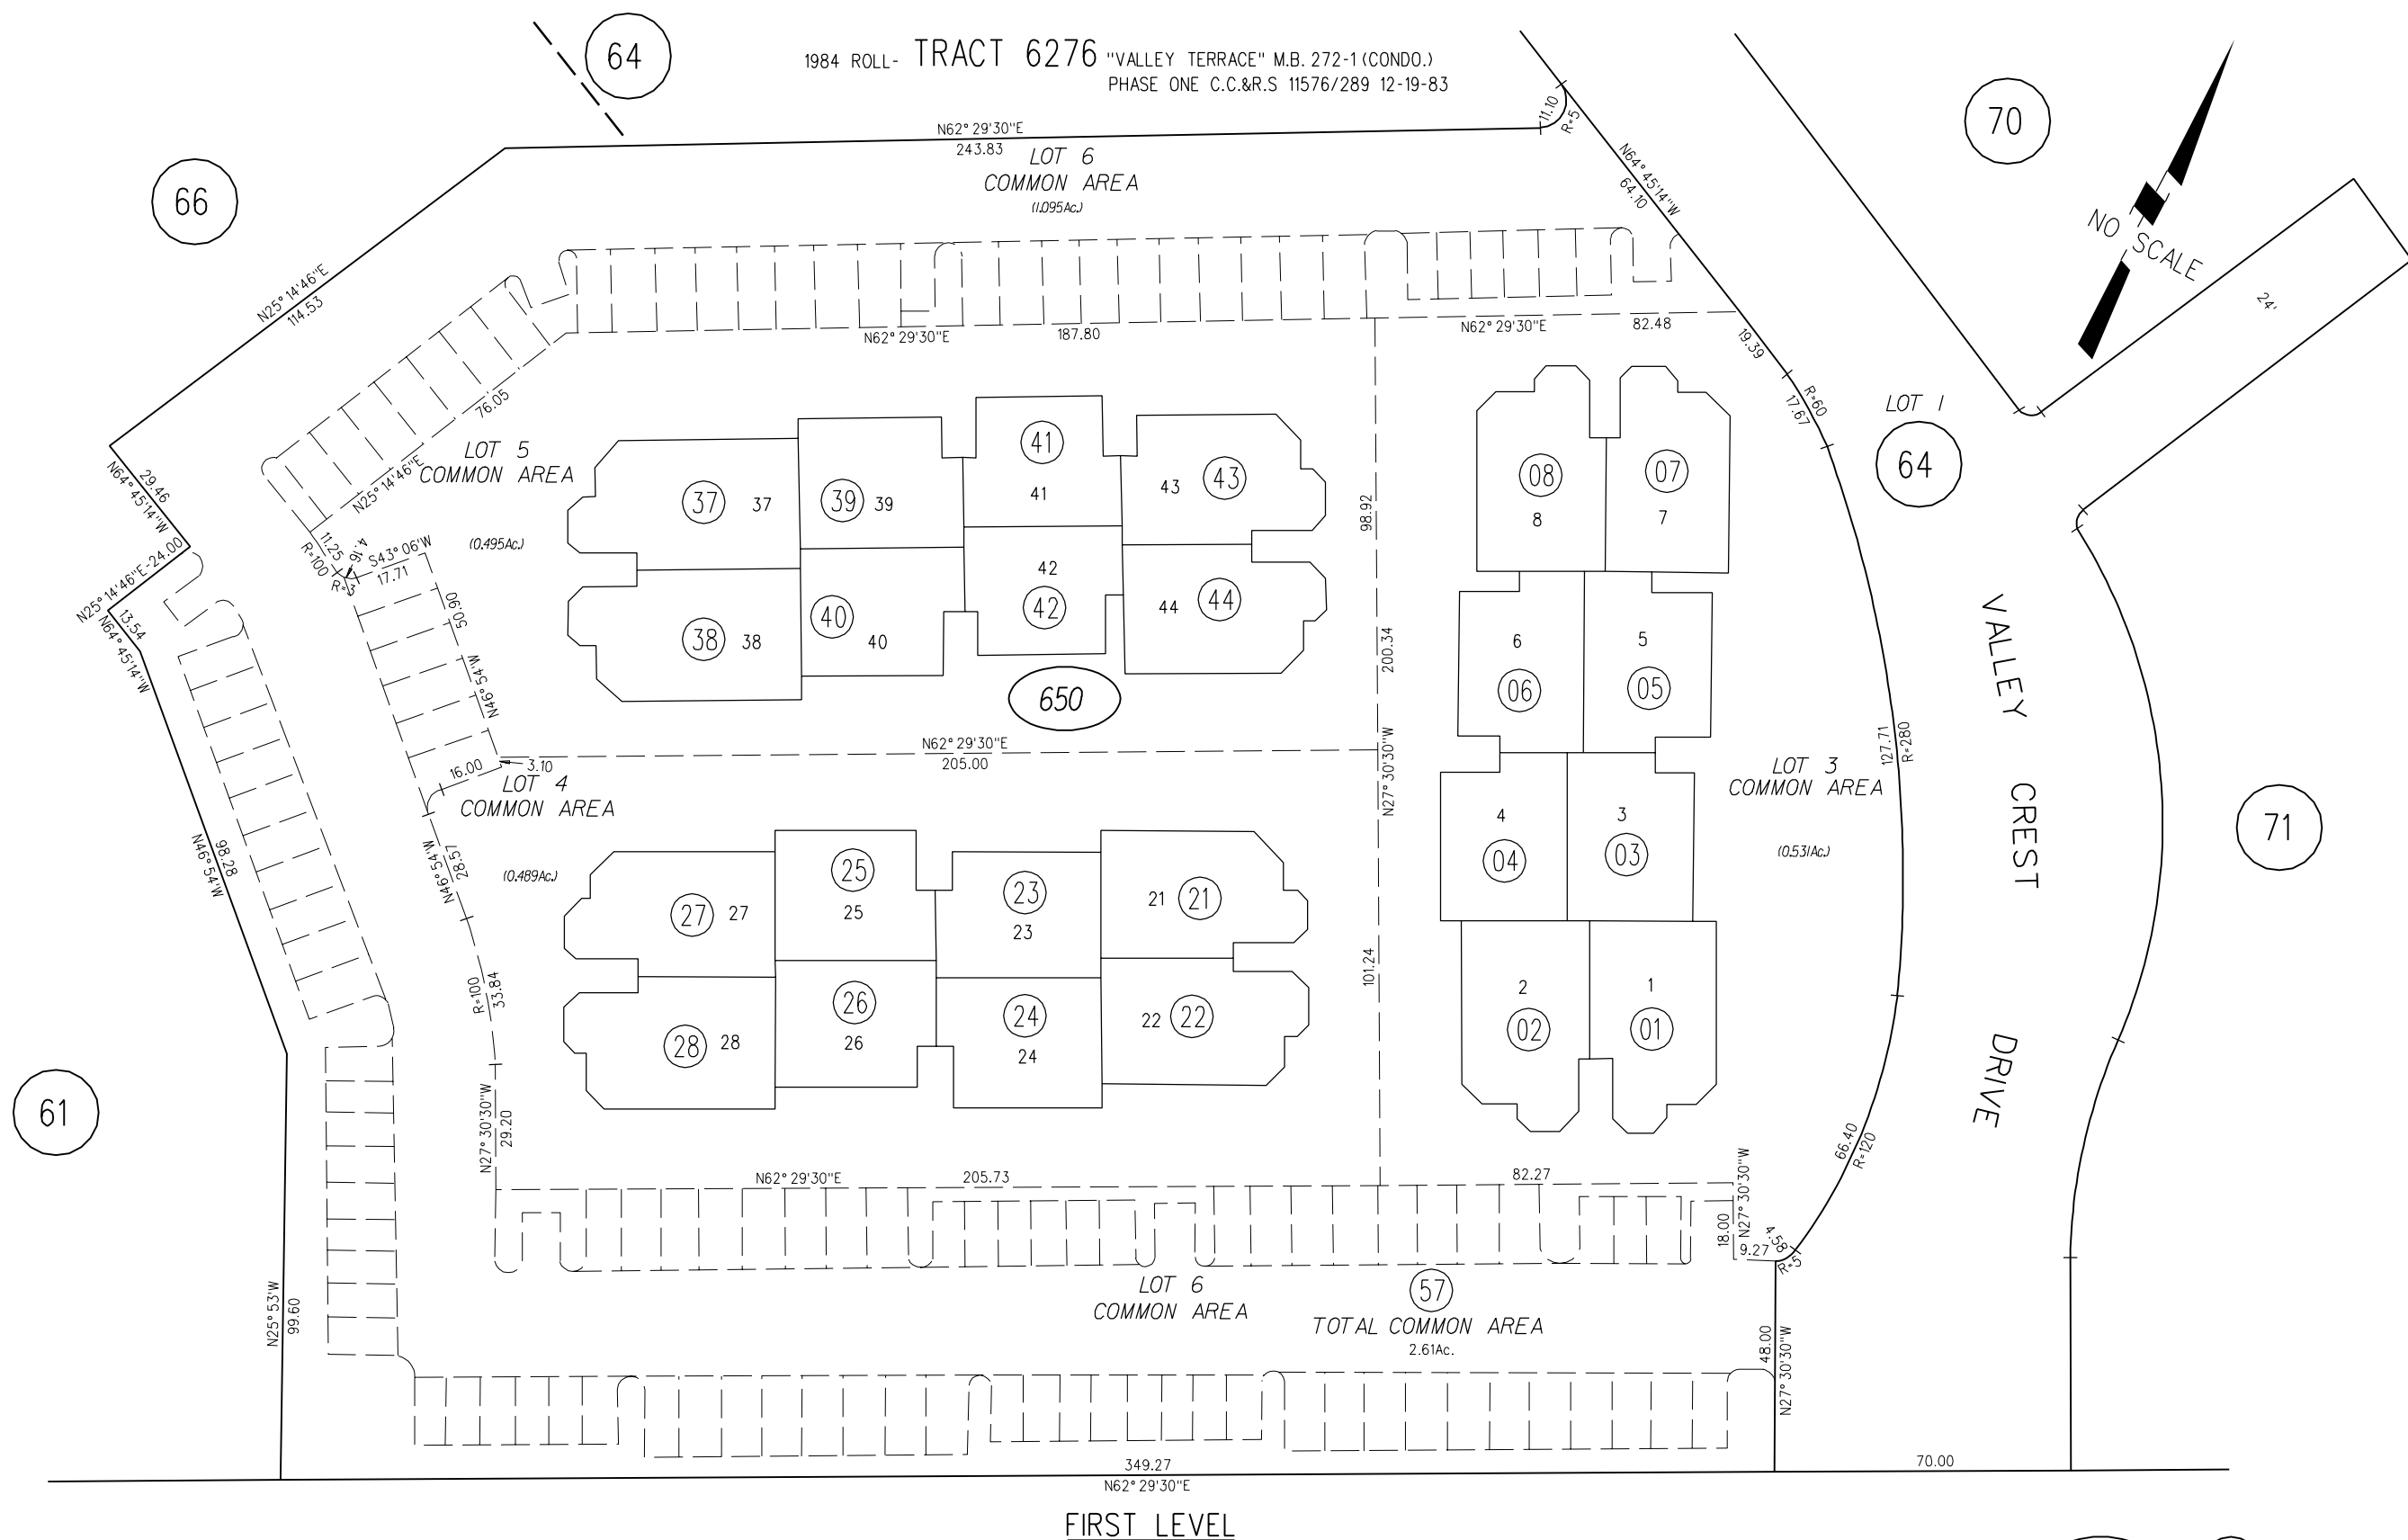 64
1984 ROLL- TRACT 6276 "VALLEY TERRACE" M.B. 272-1 (CONDO.)
PHASE ONE C.C.&R.S 11576/289 12-19-83
70
66
NO SCALE
24'
N62° 29'30"E
243.83
LOT 6
COMMON AREA
(1.095Ac.)
11.10
R=5
N64° 45'14"W
64.10
N25° 14'46"E
114.53
N62° 29'30"E
187.80
N62° 29'30"E
82.48
19.39
R=60
17.67
LOT 1
64
76.05
N25° 14'46"E
LOT 5
COMMON AREA
(0.495Ac.)
29.46
N64° 45'14"W
N25° 14'46"E-24.00
13.54
N64° 45'14"W
11.25
R=100
4.16
R=3
S43° 06'W
17.71
50.90
N46° 54'W
37 37
39 39
41
41
43 43
38 38
40
40
42
42
44 44
650
98.92
200.34
N27° 30'30"W
101.24
08
8
07
7
6
06
5
05
4
04
3
03
2
02
1
01
N62° 29'30"E
205.00
3.10
16.00
LOT 4
COMMON AREA
(0.489Ac.)
28.57
N46° 54'W
98.28
N46° 54'W
R=100
33.84
N27° 30'30"W
29.20
27 27
25
25
23
23
21 21
28 28
26
26
24
24
22 22
LOT 3
COMMON AREA
(0.531Ac.)
127.71
R=280
VALLEY CREST DRIVE
71
61
66.40
R=120
N62° 29'30"E
205.73
82.27
18.00
N27° 30'30"W
9.27
4.58
R=5
N25° 53'W
99.60
LOT 6
COMMON AREA
57
TOTAL COMMON AREA
2.61Ac.
48.00
N27° 30'30"W
349.27
N62° 29'30"E
70.00
FIRST LEVEL